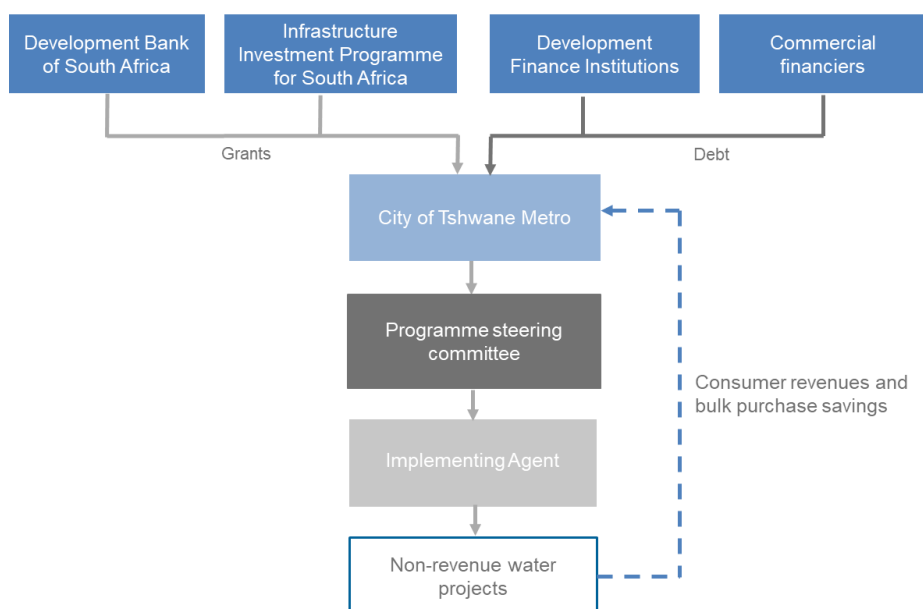 Development Bank
of South Africa
Infrastructure
Investment Programme
for South Africa
Development
Finance Institutions
Commercial
financiers
Grants
Debt
City of Tshwane Metro
Programme steering
committee
Consumer revenues and
bulk purchase savings
Implementing Agent
Non-revenue water
projects